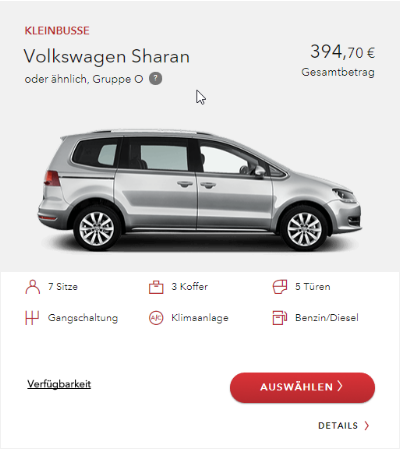 KLEINBUSSE
Volkswagen Sharan
394,70 €
oder ähnlich, Gruppe O ?
Gesamtbetrag
7 Sitze
3 Koffer
5 Türen
Gangschaltung
A/C Klimaanlage
Benzin/Diesel
Verfügbarkeit
AUSWÄHLEN
DETAILS